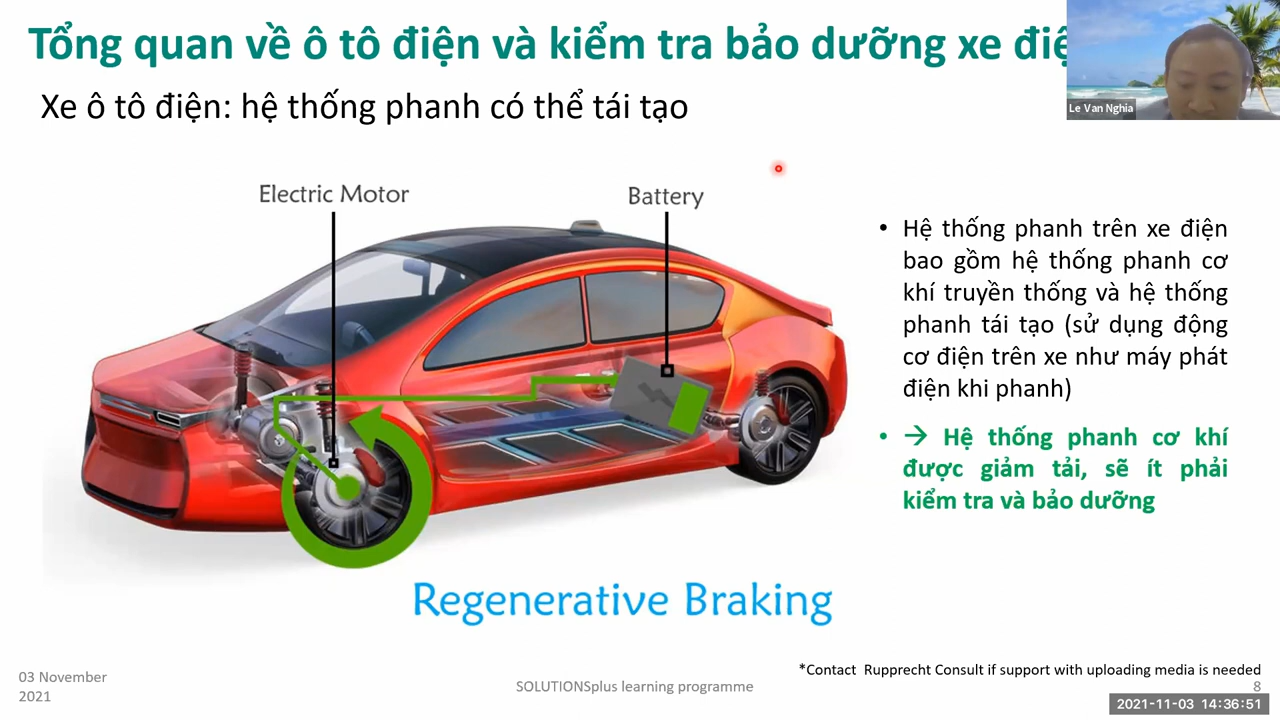 Tổng quan về ô tô điện và kiểm tra bảo dưỡng xe
Le Van Nghia
Xe ô tô điện: hệ thống phanh có thể tái tạo
Electric Motor
Battery
• Hệ thống phanh trên xe điện
bao gồm hệ thống phanh cơ
khí truyền thống và hệ thống
phanh tái tạo (sử dụng động
cơ điện trên xe như máy phát
điện khi phanh)
• → Hệ thống phanh cơ khí
được giảm tải, sẽ ít phải
kiểm tra và bảo dưỡng
Regenerative Braking
*Contact Rupprecht Consult if support with uploading media is needed
03 November
2021
SOLUTIONSplus learning programme
8
2021-11-03 14:36:51